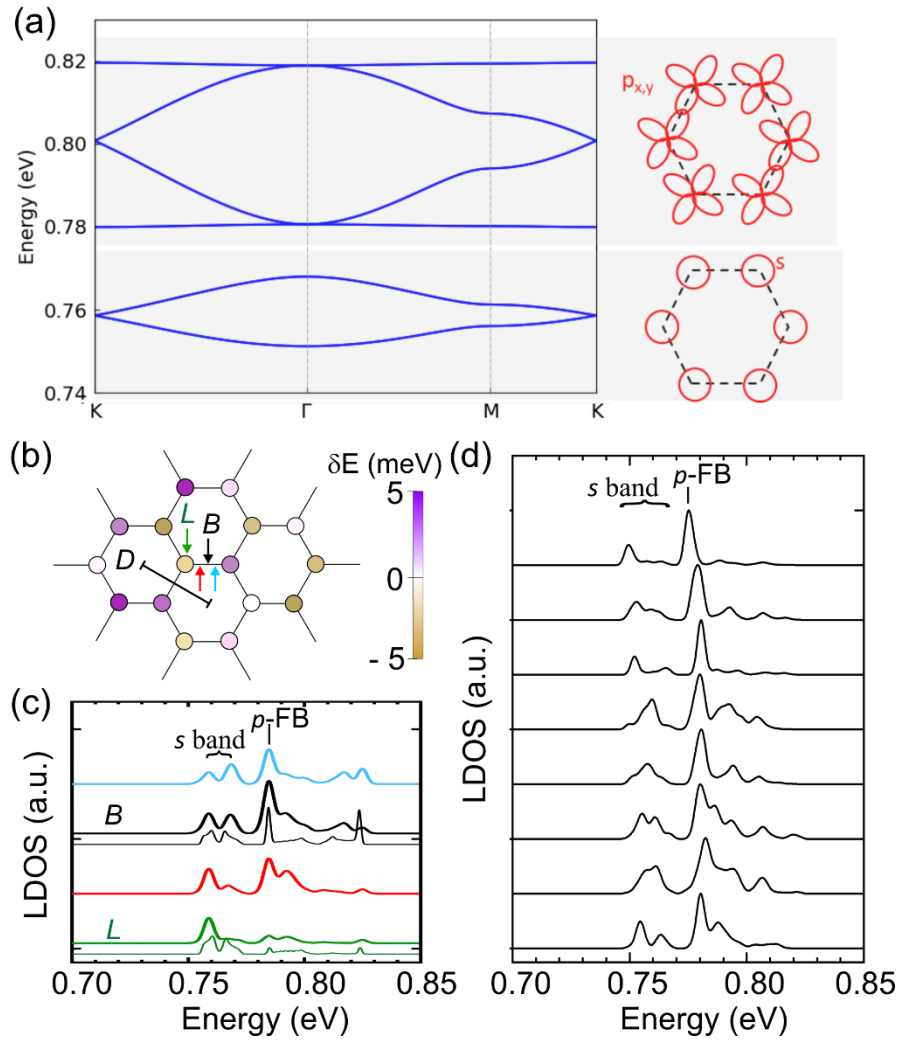 (a)
0.82
0.80
0.78
0.76
0.74
Energy (eV)
K
Γ
M
K
p_{x,y}
s
(b)
L
B
D
δE (meV)
5
0
- 5
(c)
p-FB
s band
B
L
LDOS (a.u.)
0.70
0.75
0.80
0.85
Energy (eV)
(d)
p-FB
s band
LDOS (a.u.)
0.70
0.75
0.80
0.85
Energy (eV)